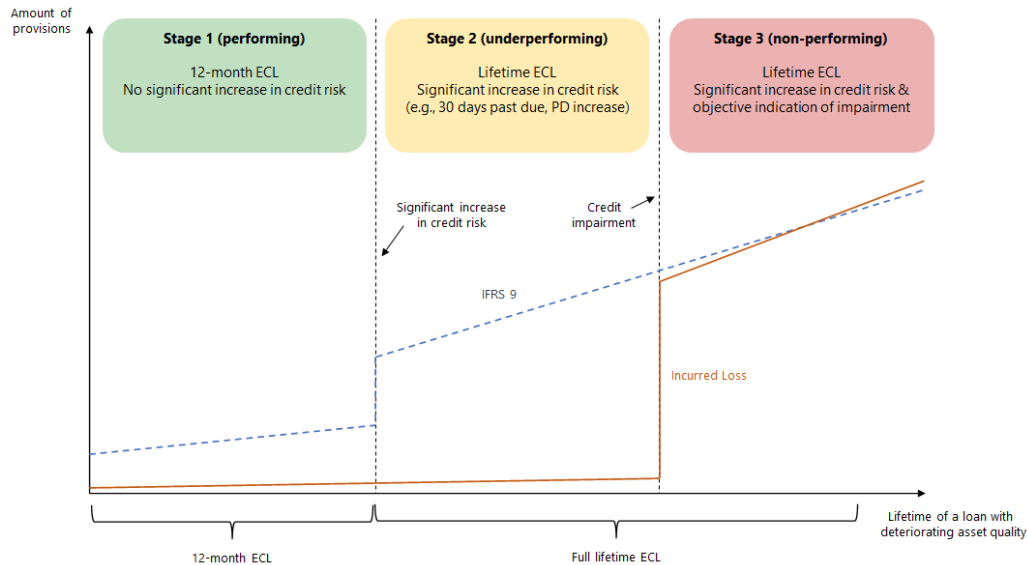 Amount of
provisions
Stage 1 (performing)
12-month ECL
No significant increase in credit risk
Stage 2 (underperforming)
Lifetime ECL
Significant increase in credit risk
(e.g., 30 days past due, PD increase)
Stage 3 (non-performing)
Lifetime ECL
Significant increase in credit risk &
objective indication of impairment
Significant increase
in credit risk
Credit
impairment
IFRS 9
Incurred Loss
Lifetime of a loan with
deteriorating asset quality
12-month ECL
Full lifetime ECL